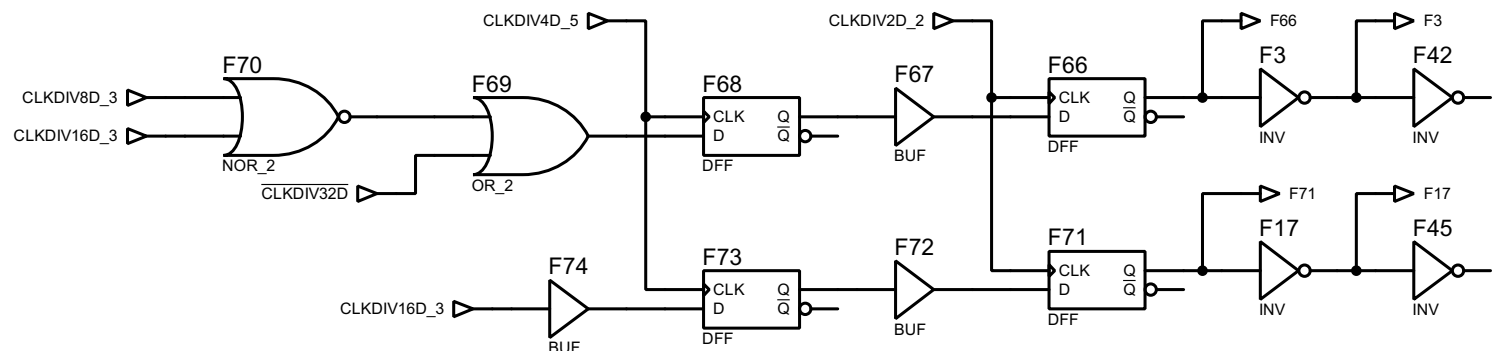 CLKDIV4D_5
CLKDIV2D_2
F66
F3
F70
F69
F68
F67
F66
F3
F42
CLKDIV8D_3
CLKDIV16D_3
CLK
D
Q
Q
CLK
D
Q
Q
NOR_2
CLKDIV32D
OR_2
DFF
BUF
DFF
INV
INV
F71
F17
F74
F73
F72
F71
F17
F45
CLKDIV16D_3
CLK
D
Q
Q
CLK
D
Q
Q
BUF
DFF
BUF
DFF
INV
INV